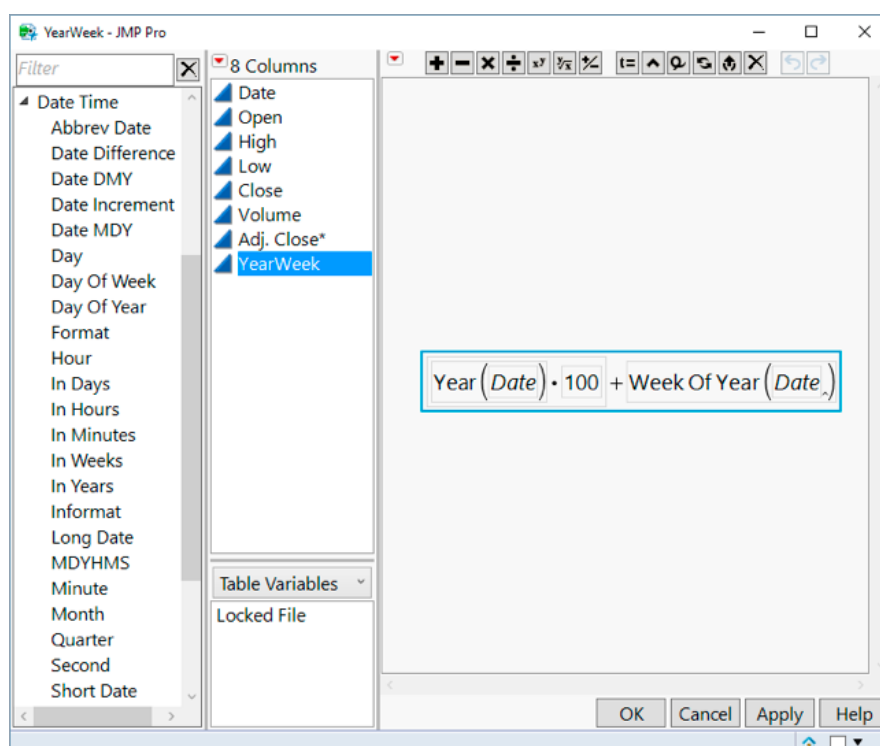 YearWeek - JMP Pro
Filter
Date Time
Abbrev Date
Date Difference
Date DMY
Date Increment
Date MDY
Day
Day Of Week
Day Of Year
Format
Hour
In Days
In Hours
In Minutes
In Weeks
In Years
Informat
Long Date
MDYHMS
Minute
Month
Quarter
Second
Short Date
8 Columns
Date
Open
High
Low
Close
Volume
Adj. Close*
YearWeek
Table Variables
Locked File
t=
Year(Date) • 100 + Week Of Year(Date)
OK Cancel Apply Help